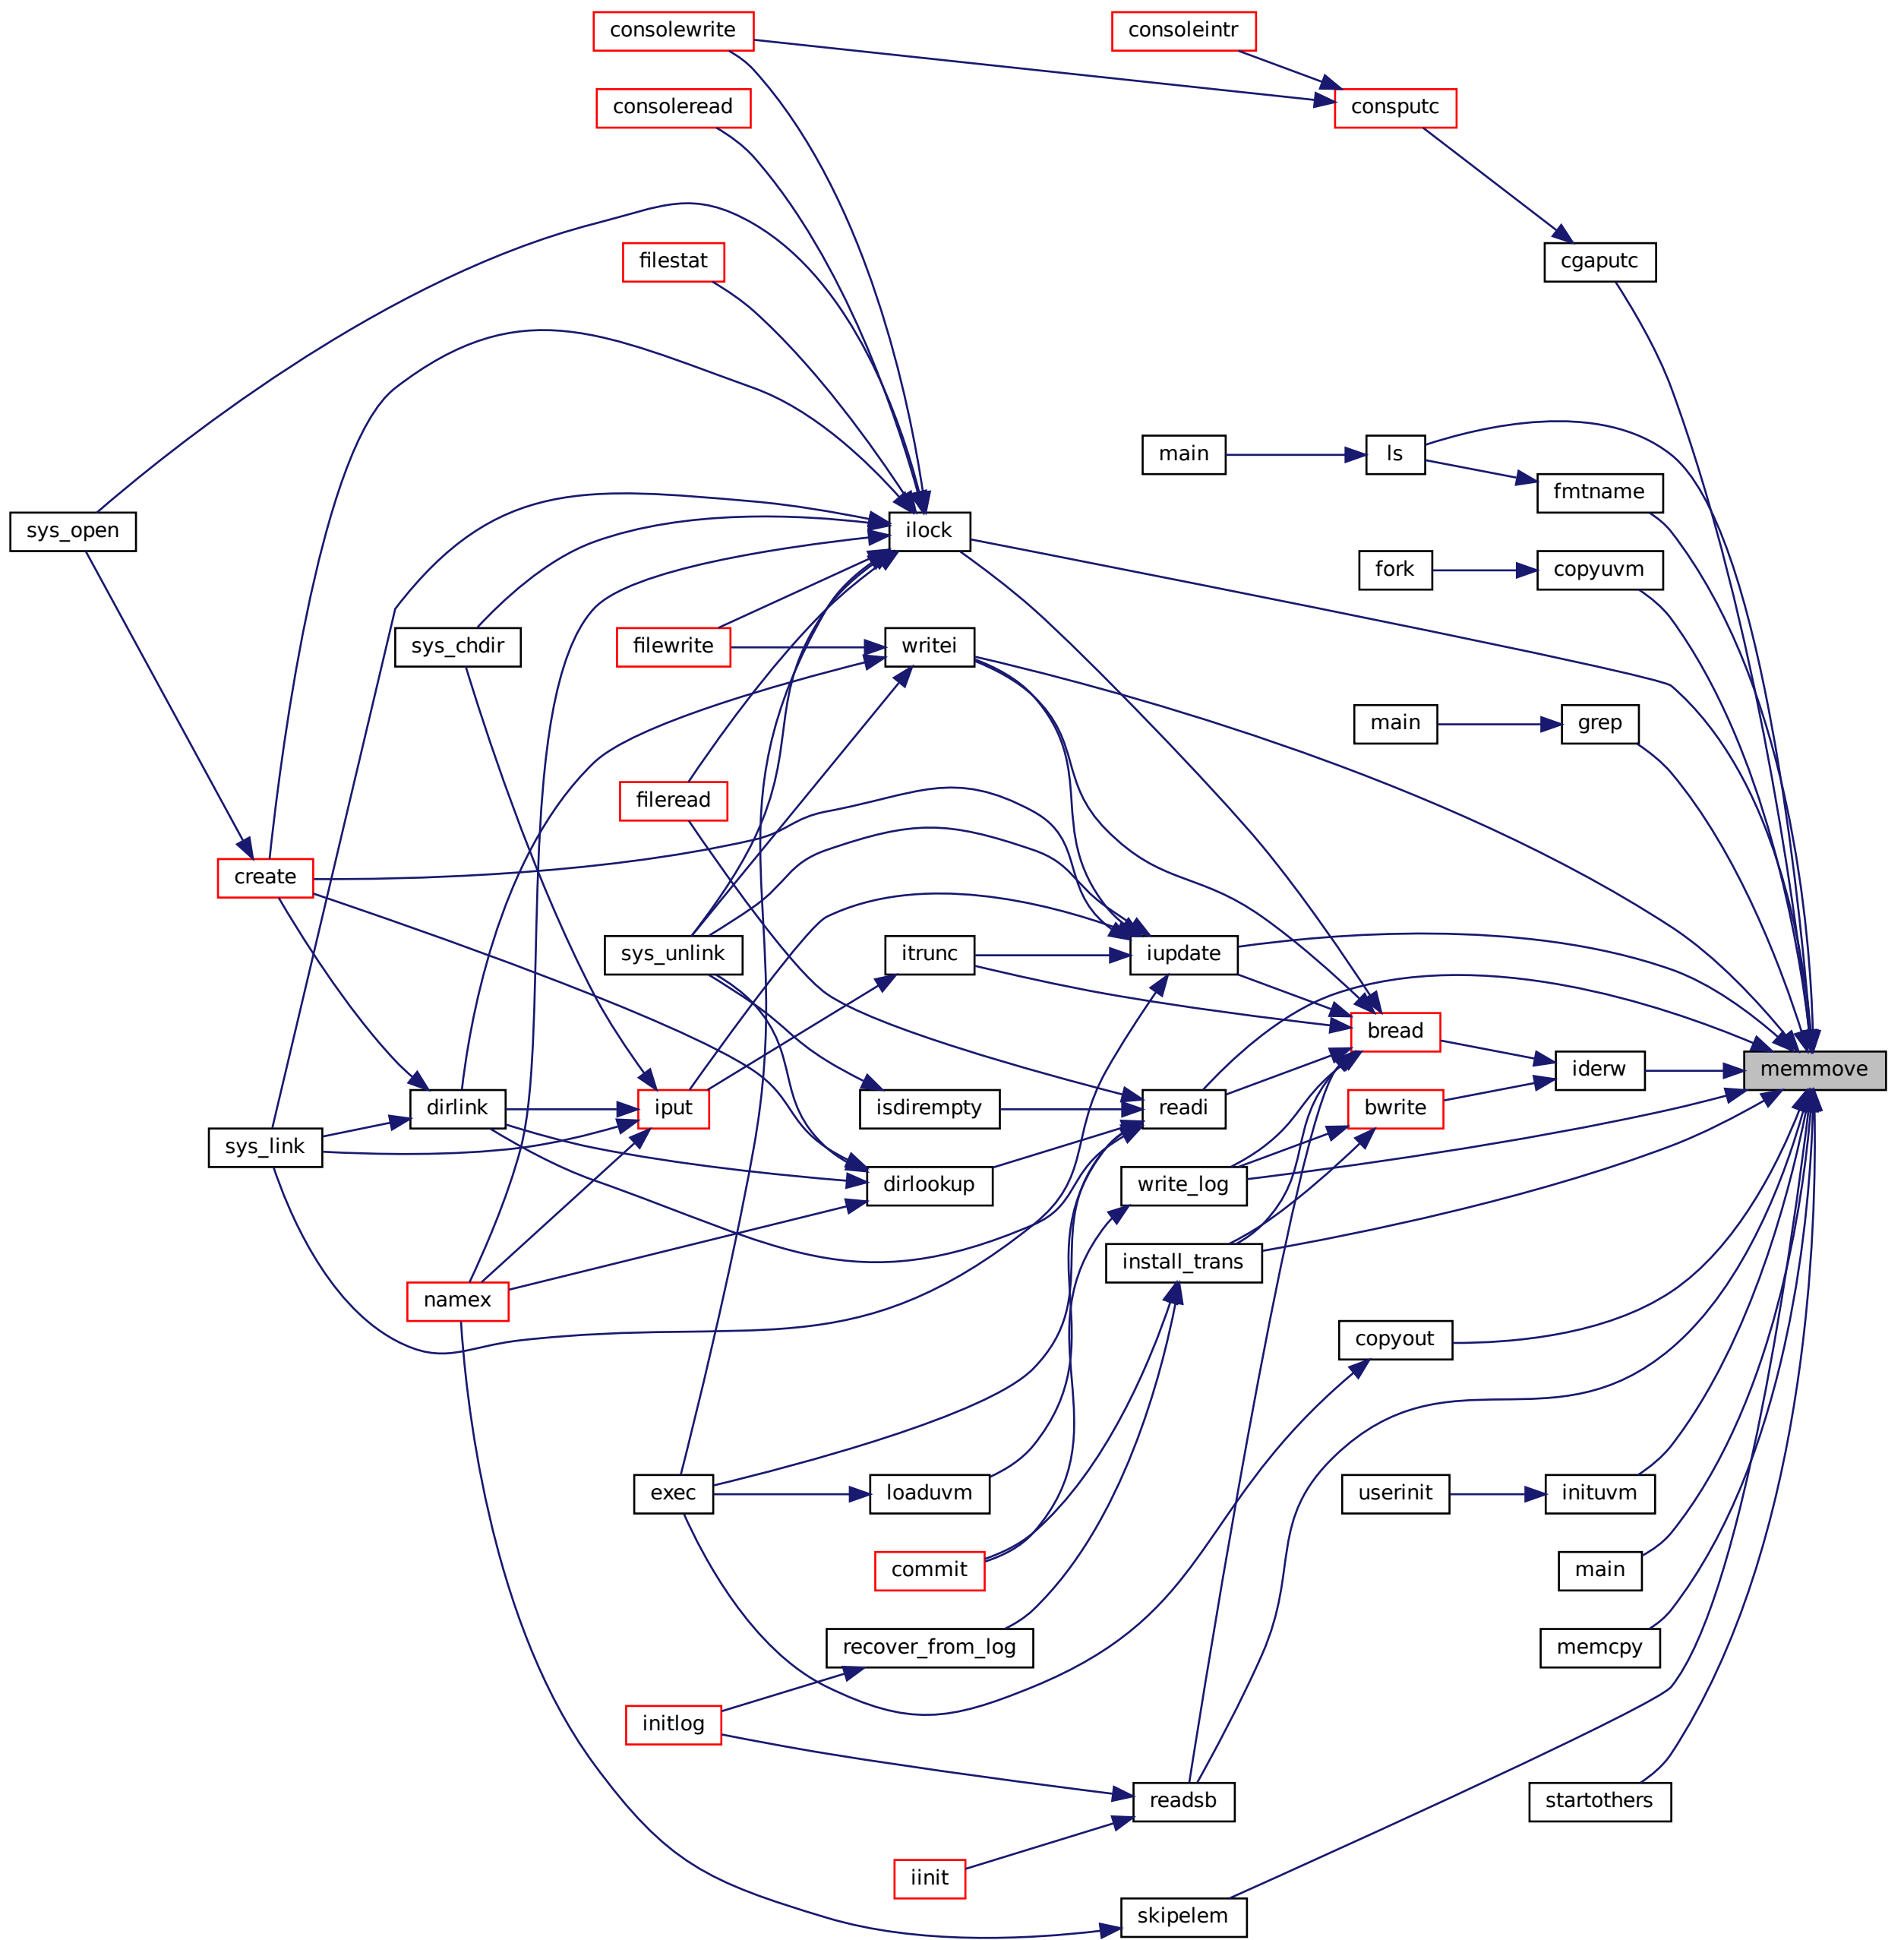 consolewrite
consoleintr
consoleread
consputc
filestat
cgaputc
main
ls
fmtname
sys_open
ilock
fork
copyuvm
sys_chdir
filewrite
writei
main
grep
fileread
create
sys_unlink
itrunc
iupdate
bread
iderw
memmove
dirlink
iput
isdirempty
readi
bwrite
sys_link
dirlookup
write_log
install_trans
namex
copyout
exec
loaduvm
userinit
inituvm
commit
main
recover_from_log
memcpy
initlog
readsb
startothers
iinit
skipelem